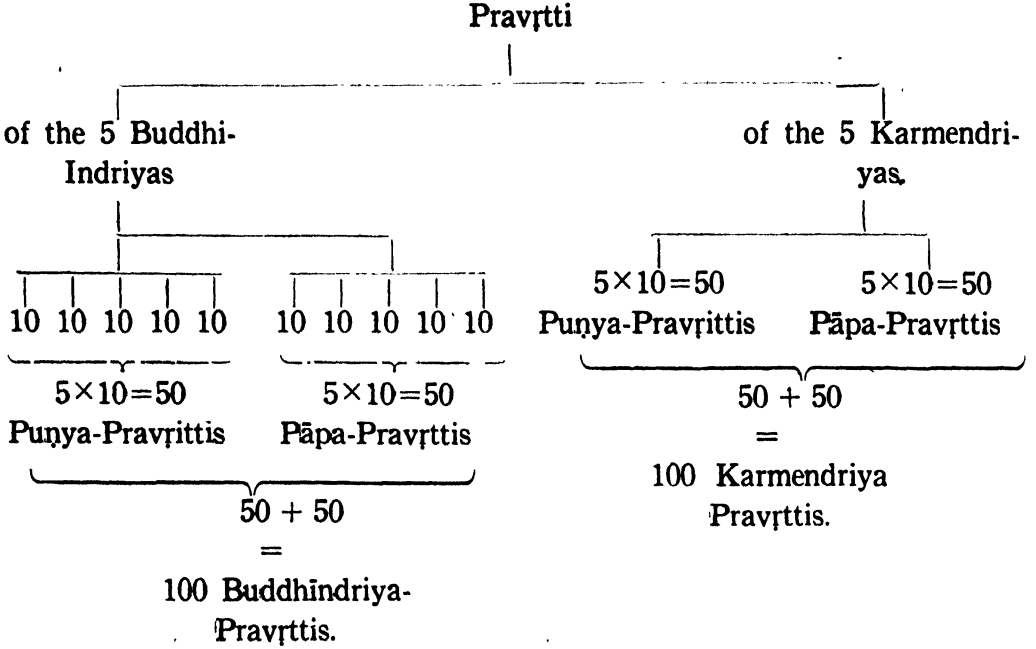 Pravṛtti
of the 5 Buddhi-
Indriyas
of the 5 Karmendri-
yas.
10 10 10 10 10
10 10 10 10 10
5×10=50
Puṇya-Pravṛittis
5×10=50
Pāpa-Pravṛttis
50 + 50
=
100 Buddhīndriya-
Pravṛttis.
5×10=50
Puṇya-Pravṛittis
5×10=50
Pāpa-Pravṛttis
50 + 50
=
100 Karmendriya
Pravṛttis.